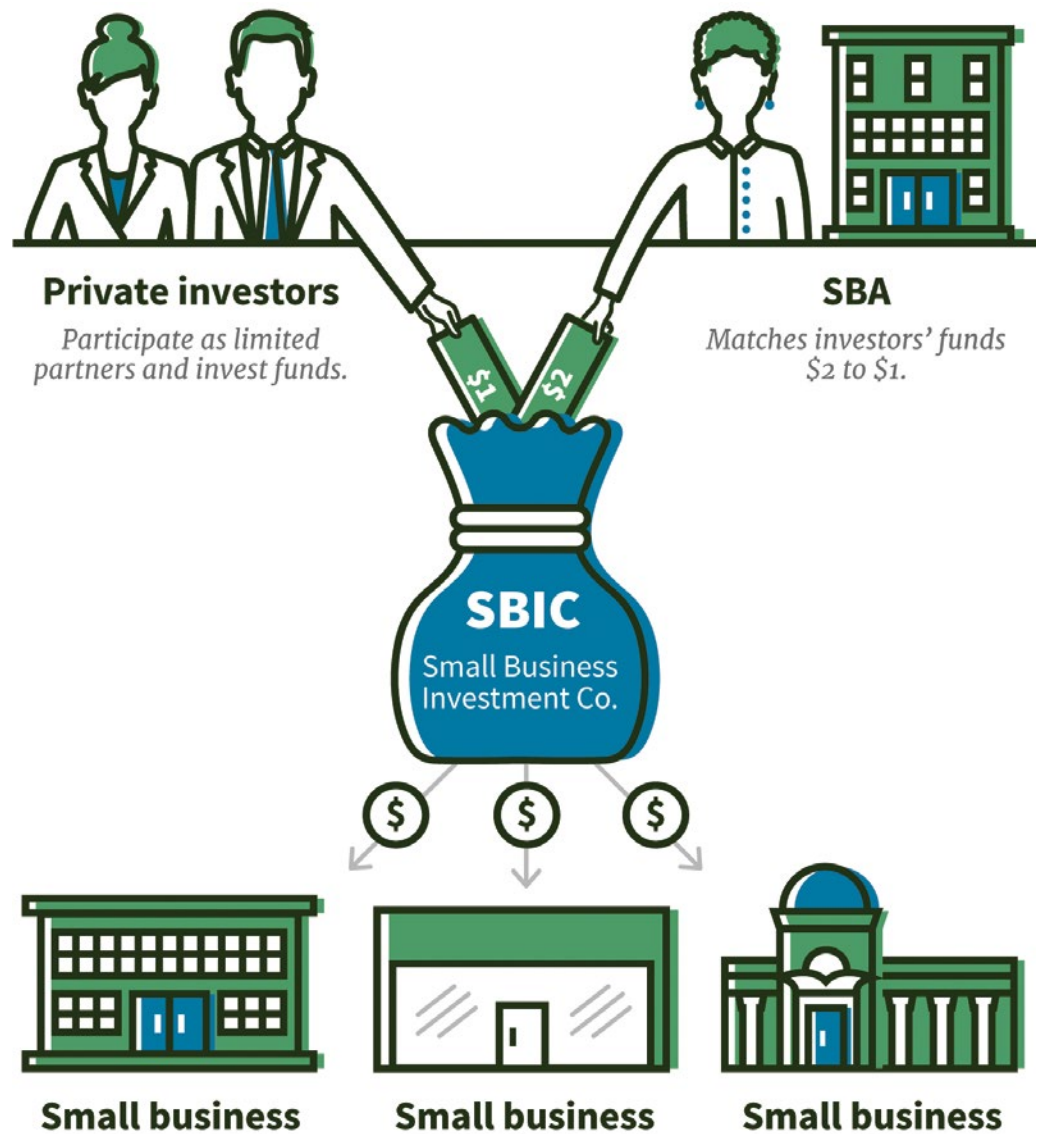 Private investors
Participate as limited
partners and invest funds.
SBA
Matches investors’ funds
$2 to $1.
$1
$2
SBIC
Small Business
Investment Co.
$
$
$
Small business
Small business
Small business